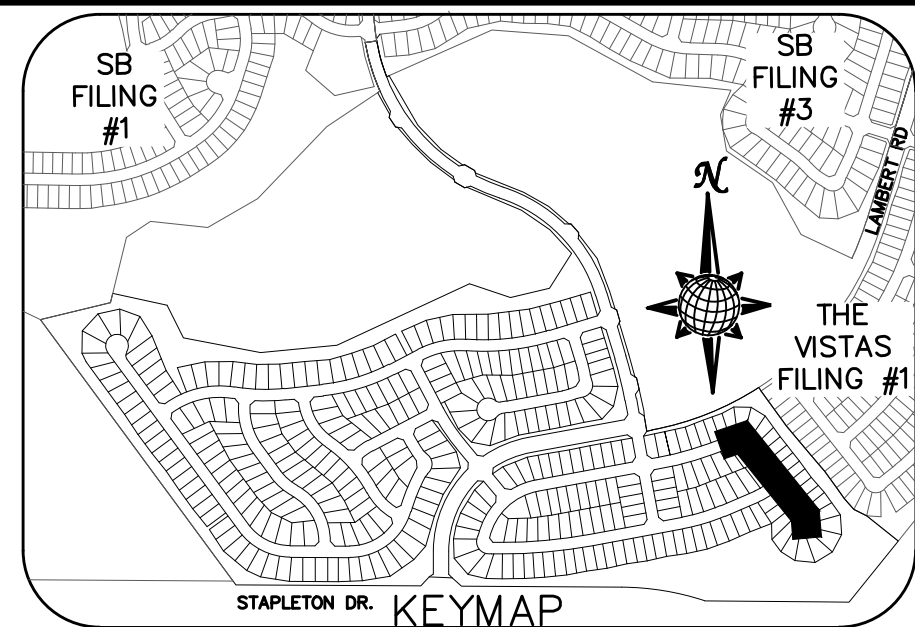 SB
FILING
#1
SB
FILING
#3
LAMBERT RD
N
THE
VISTAS
FILING #1
STAPLETON DR.
KEYMAP